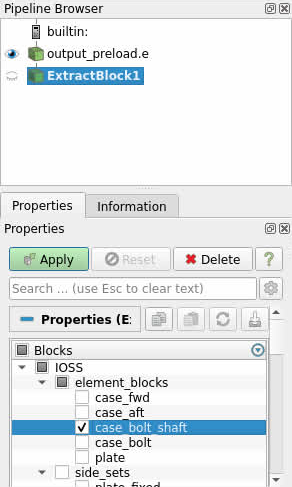 Pipeline Browser
builtin:
output_preload.e
ExtractBlock1
Properties
Information
Properties
Apply
Reset
Delete
?
Search ... (use Esc to clear text)
Properties (E:
Blocks
IOSS
element_blocks
case_fwd
case_aft
case_bolt_shaft
case_bolt
plate
side_sets
plate_fixed